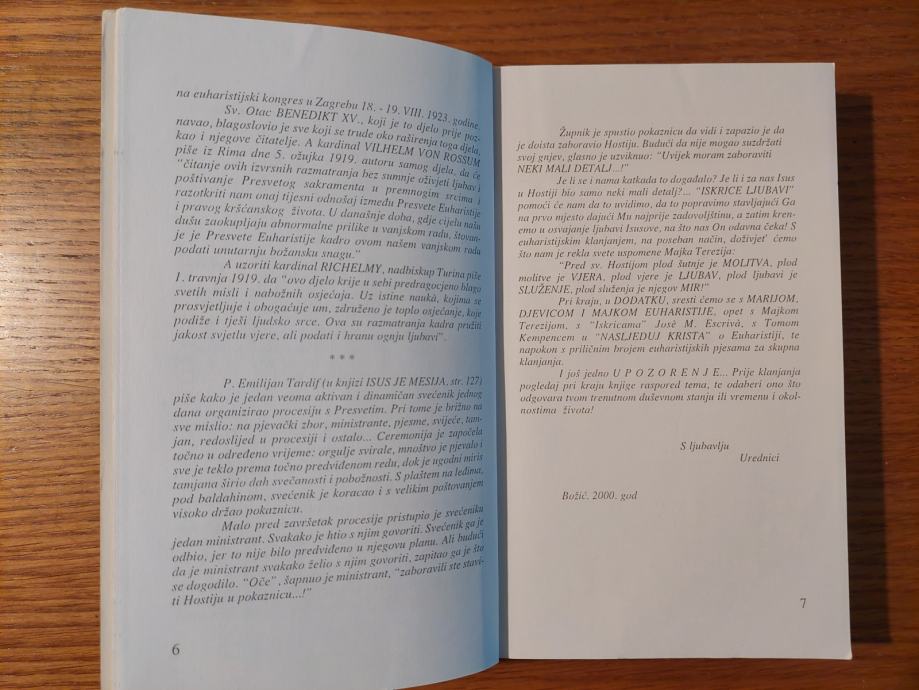 na euharistijski kongres u Zagrebu 18. - 19. VIII. 1923. godine.
Sv. Otac BENEDIKT XV., koji je to djelo prije poz-
navao, blagoslovio je sve koji se trude oko raširenja toga djela,
kao i njegove čitatelje. A kardinal VILHELM VON ROSSUM
piše iz Rima dne 5. ožujka 1919. autoru samog djela, da će
"čitanje ovih izvrsnih razmatranja bez sumnje oživjeti ljubav i
poštivanje Presvetog sakramenta u premnogim srcima i
razotkriti nam onaj tijesni odnošaj između Presvete Euharistije
i pravog kršćanskog života. U današnje doba, gdje cijelu našu
dušu zaokupljaju abnormalne prilike u vanjskom radu, štovan-
je je Presvete Euharistije kadro ovom našem vanjskom radu
podati unutarnju božansku snagu."
A uzoriti kardinal RICHELMY, nadbiskup Turina piše
1. travnja 1919. da "ovo djelo krije u sebi predragocjeno blago
svetih misli i nabožnih osjećaja. Uz istine naukâ, kojima se
prosvjetljuje i obogaćuje um, združeno je toplo osjećanje, koje
podiže i tješi ljudsko srce. Ova su razmatranja kadra pružiti
jakost svjetlu vjere, ali podati i hranu ognju ljubavi".
* * *
P. Emilijan Tardif (u knjizi ISUS JE MESIJA, str. 127)
piše kako je jedan veoma aktivan i dinamičan svećenik jednog
dana organizirao procesiju s Presvetim. Pri tome je brižno na
sve mislio: na pjevački zbor, ministrante, pjesme, svijeće, tam-
jan, redoslijed u procesiji i ostalo... Ceremonija je započela
točno u određeno vrijeme: orgulje svirale, mnoštvo je pjevalo i
sve je teklo prema točno predviđenom redu, dok je ugodni miris
tamjana širio dah svečanosti i pobožnosti. S plaštem na leđima,
pod baldahinom, svećenik je koracao i s velikim poštovanjem
visoko držao pokaznicu.
Malo pred završetak procesije pristupio je svećeniku
jedan ministrant. Svakako je htio s njim govoriti. Svećenik ga je
odbio, jer to nije bilo predviđeno u njegovu planu. Ali budući
da je ministrant svakako želio s njim govoriti, zapitao ga je što
se dogodilo. "Oče", šapnuo je ministrant, "zaboravili ste stavi-
ti Hostiju u pokaznicu...!"
6
Župnik je spustio pokaznicu da vidi i zapazio je da
je doista zaboravio Hostiju. Budući da nije mogao suzdržati
svoj gnjev, glasno je uzviknuo: "Uvijek moram zaboraviti
NEKI MALI DETALJ...!"
Je li se i nama katkada to događalo? Je li i za nas Isus
u Hostiji bio samo neki mali detalj?... "ISKRICE LJUBAVI"
pomoći će nam da to uvidimo, da to popravimo stavljajući Ga
na prvo mjesto dajući Mu najprije zadovoljštinu, a zatim kren-
emo u osvajanje ljubavi Isusove, na što nas On odavna čeka! S
euharistijskim klanjanjem, na poseban način, doživjet' ćemo
što nam je rekla svete uspomene Majka Terezija:
"Pred sv. Hostijom plod šutnje je MOLITVA, plod
molitve je VJERA, plod vjere je LJUBAV, plod ljubavi je
SLUŽENJE, plod služenja je njegov MIR!"
Pri kraju, u DODATKU, sresti ćemo se s MARIJOM,
DJEVICOM I MAJKOM EUHARISTIJE, opet s Majkom
Terezijom, s "Iskricama" Josè M. Escrivà, s Tomom
Kempencem u "NASLJEDUJ KRISTA" o Euharistiji, te
napokon s priličnim brojem euharistijskih pjesama za skupna
klanjanja.
I još jedno U P O Z O R E N J E... Prije klanjanja
pogledaj pri kraju knjige raspored tema, te odaberi ono što
odgovara tvom trenutnom duševnom stanju ili vremenu i okol-
nostima života!
S ljubavlju
Urednici
Božić. 2000. god
7